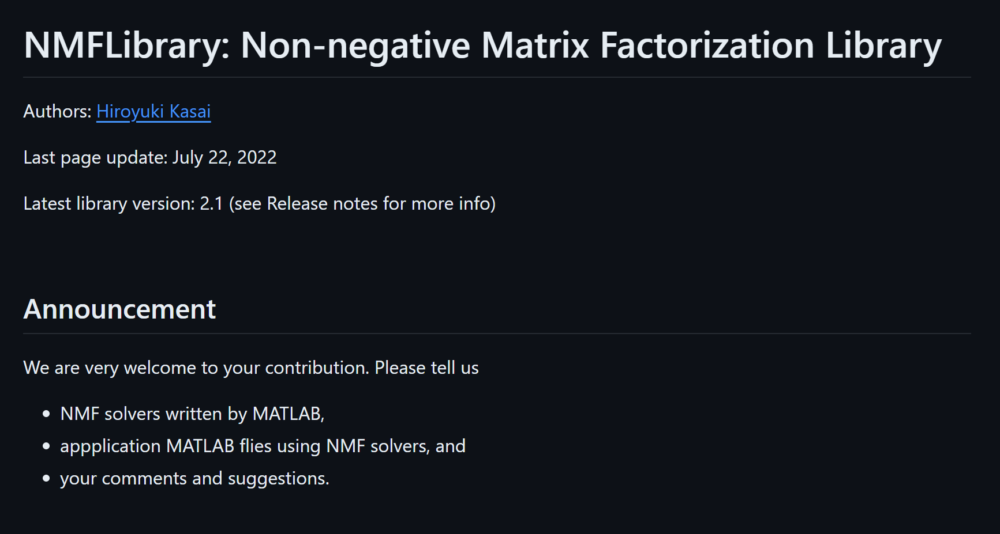 NMFLibrary: Non-negative Matrix Factorization Library
Authors: Hiroyuki Kasai
Last page update: July 22, 2022
Latest library version: 2.1 (see Release notes for more info)
Announcement
We are very welcome to your contribution. Please tell us
NMF solvers written by MATLAB,
appplication MATLAB flies using NMF solvers, and
your comments and suggestions.